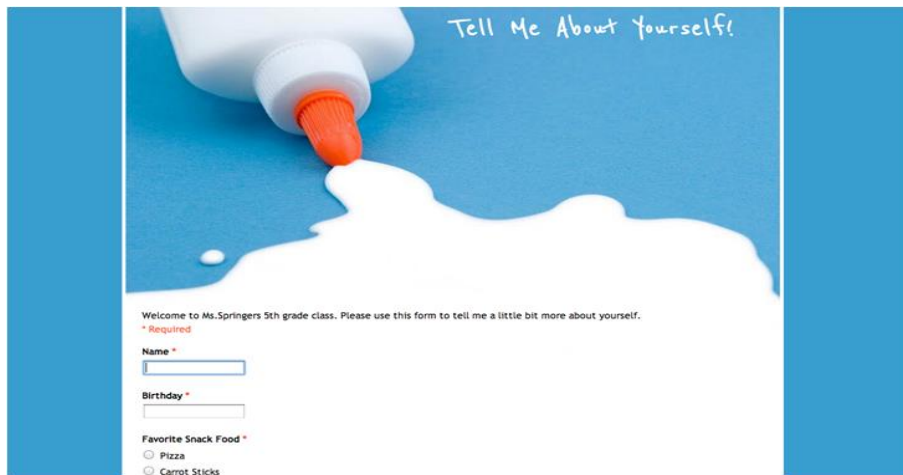 Tell Me About Yourself!
Welcome to Ms.Springers 5th grade class. Please use this form to tell me a little bit more about yourself.
* Required
Name *
Birthday *
Favorite Snack Food *
Pizza
Carrot Sticks